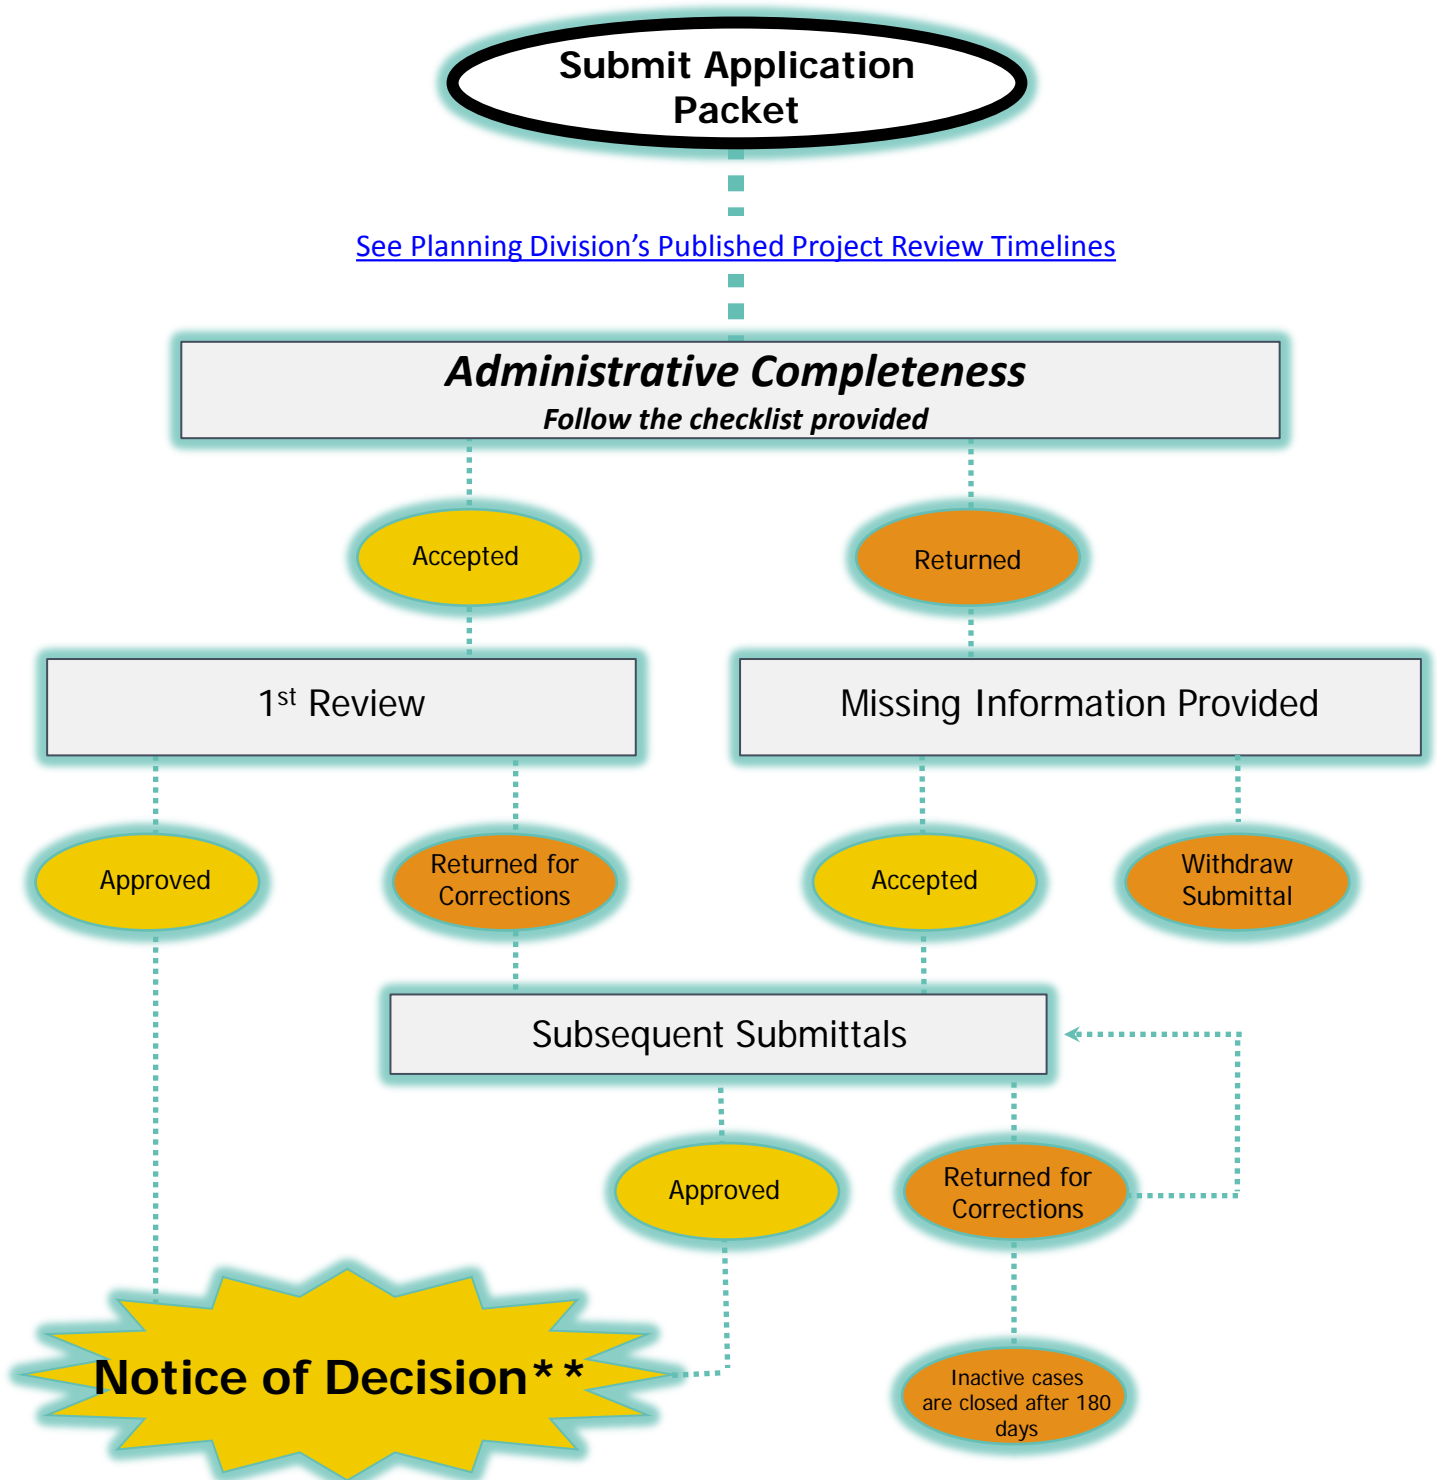 Submit Application
Packet
See Planning Division's Published Project Review Timelines
Administrative Completeness
Follow the checklist provided
Accepted
Returned
1st Review
Missing Information Provided
Approved
Returned for
Corrections
Accepted
Withdraw
Submittal
Subsequent Submittals
Approved
Returned for
Corrections
Notice of Decision**
Inactive cases
are closed after 180
days